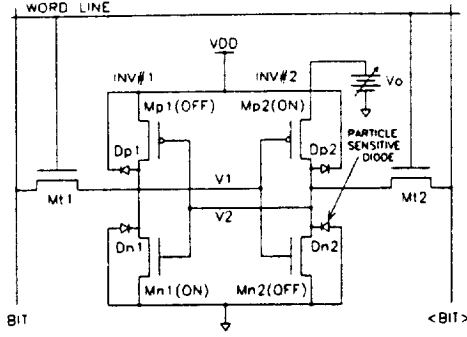 WORD LINE
VDD
INV#1
INV#2
Mp1(OFF)
Mp2(ON)
Vo
PARTICLE
SENSITIVE
DIODE
Dp1
Dp2
Mt1
V1
Mt2
V2
Dn1
Dn2
Mn1(ON)
Mn2(OFF)
BIT
<BIT>